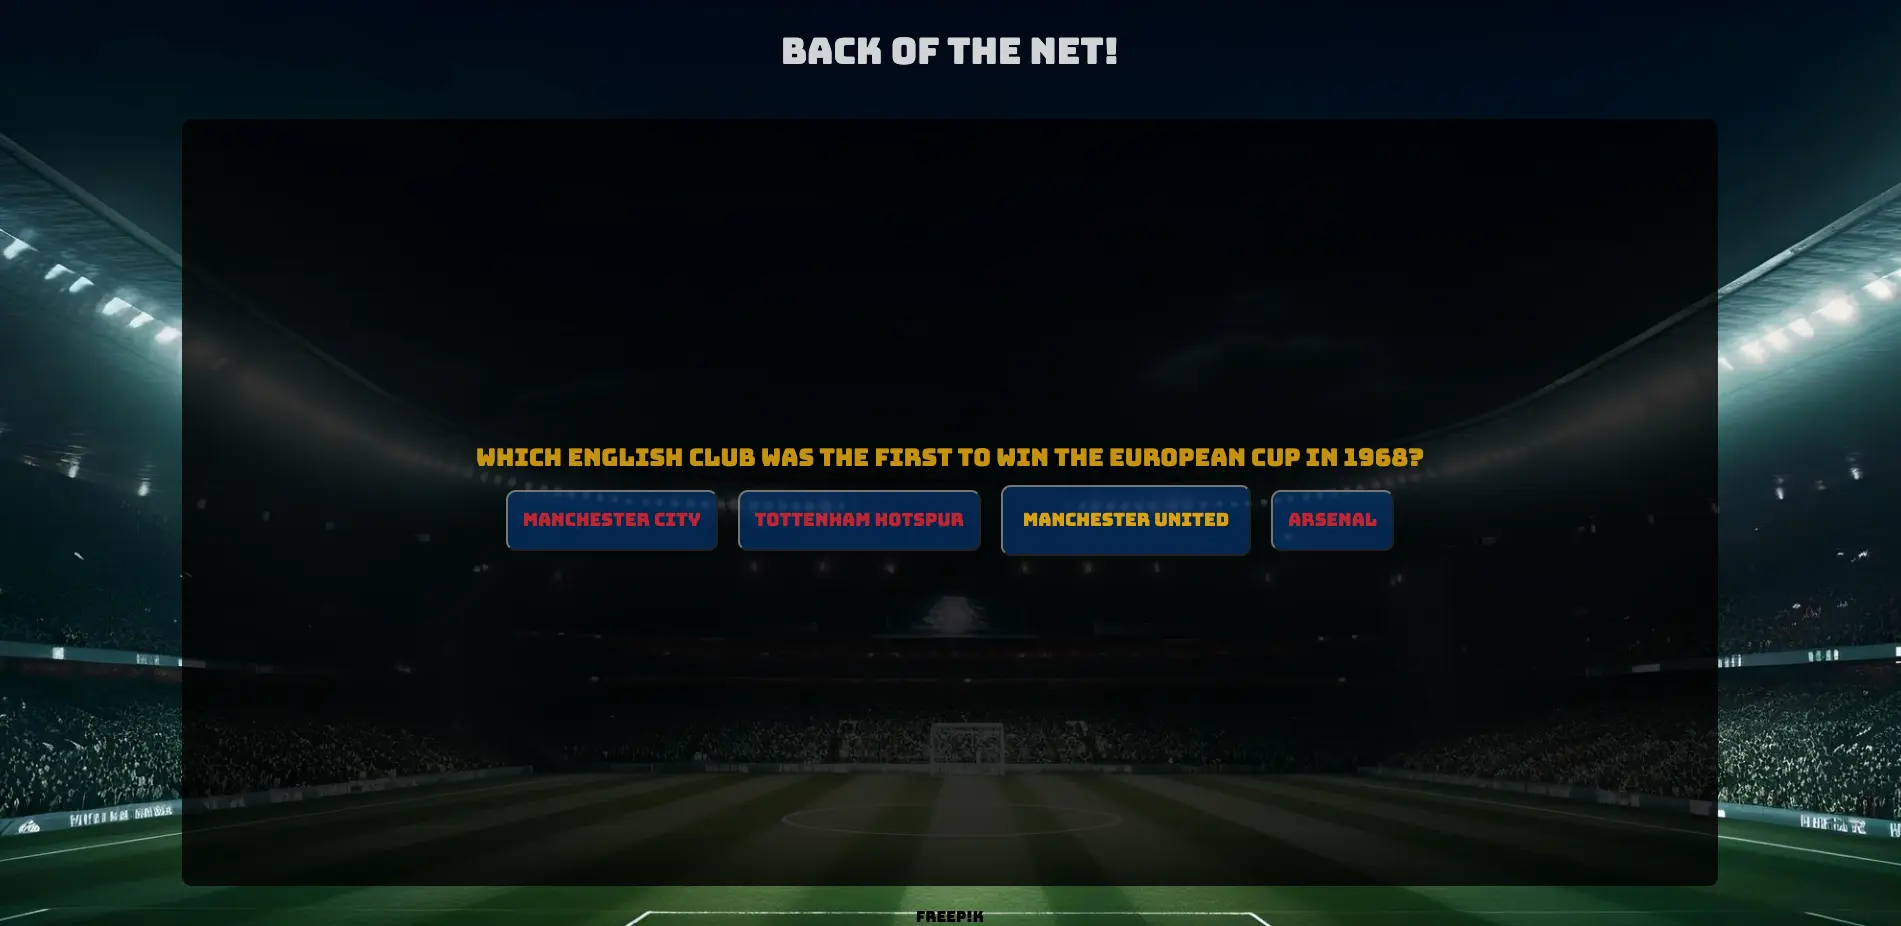 BACK OF THE NET!
WHICH ENGLISH CLUB WAS THE FIRST TO WIN THE EUROPEAN CUP IN 1968?
MANCHESTER CITY TOTTENHAM HOTSPUR MANCHESTER UNITED ARSENAL
FREEP!K